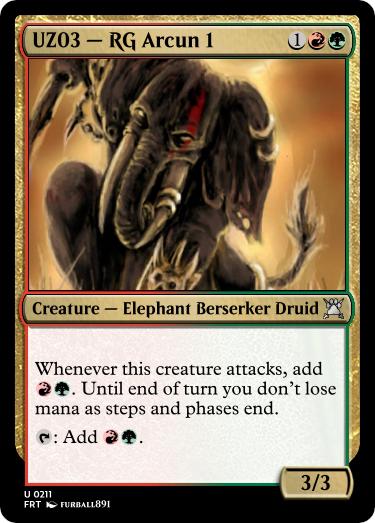 UZ03 — RG Arcun 1 1
Creature — Elephant Berserker Druid
Whenever this creature attacks, add
. Until end of turn you don't lose
mana as steps and phases end.
: Add .
3/3
U 0211
FRT FURBALL891